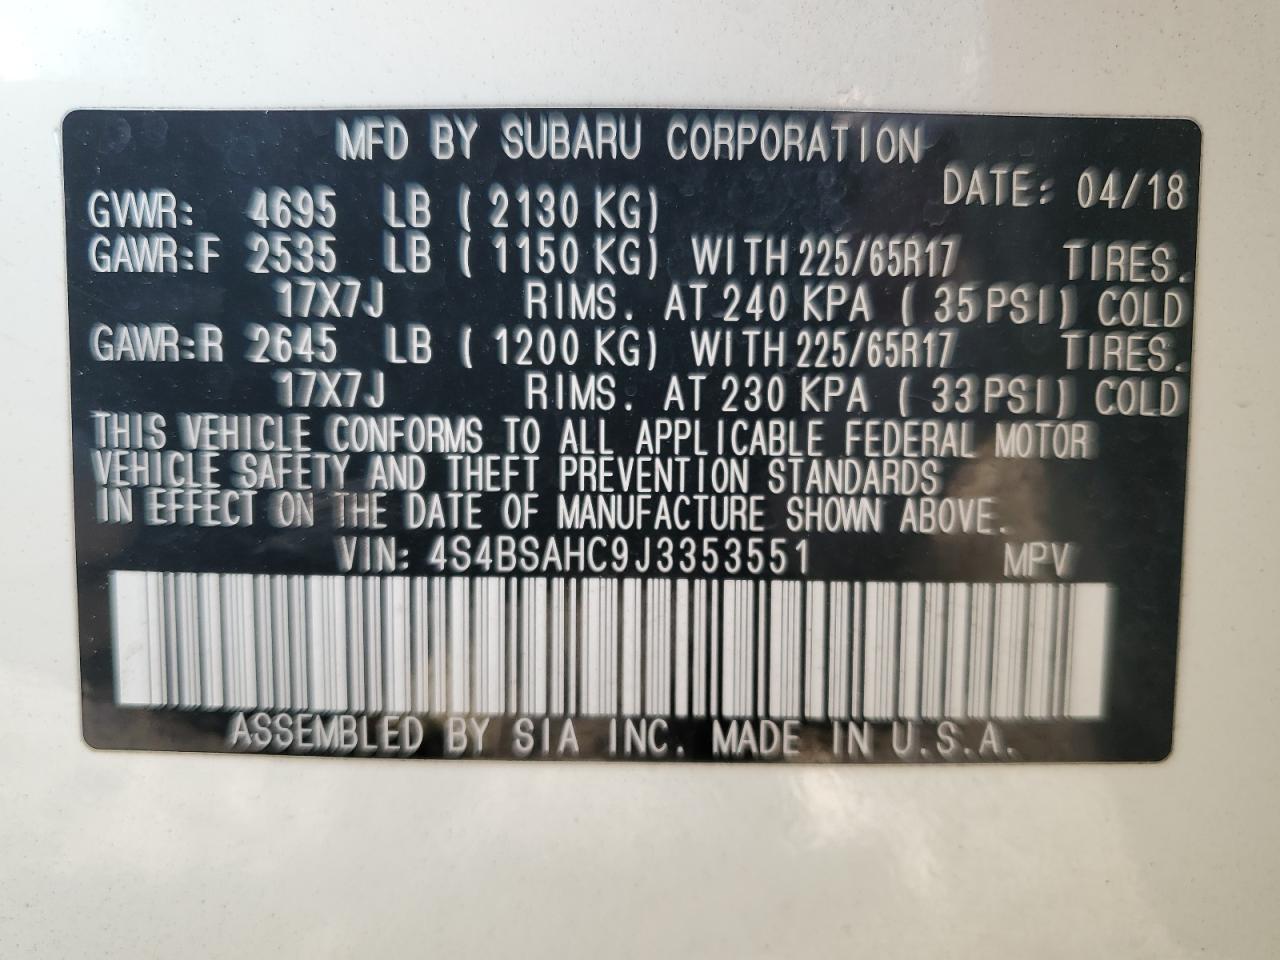 MFD BY SUBARU CORPORATION
DATE: 04/18
GVWR: 4695 LB ( 2130 KG)
GAWR:F 2535 LB ( 1150 KG) WITH 225/65R17 TIRES.
17X7J RIMS. AT 240 KPA ( 35 PSI) COLD
GAWR:R 2645 LB ( 1200 KG) WITH 225/65R17 TIRES.
17X7J RIMS. AT 230 KPA ( 33 PSI) COLD
THIS VEHICLE CONFORMS TO ALL APPLICABLE FEDERAL MOTOR
VEHICLE SAFETY AND THEFT PREVENTION STANDARDS
IN EFFECT ON THE DATE OF MANUFACTURE SHOWN ABOVE.
VIN: 4S4BSAHC9J3353551 MPV
ASSEMBLED BY SIA INC. MADE IN U.S.A.